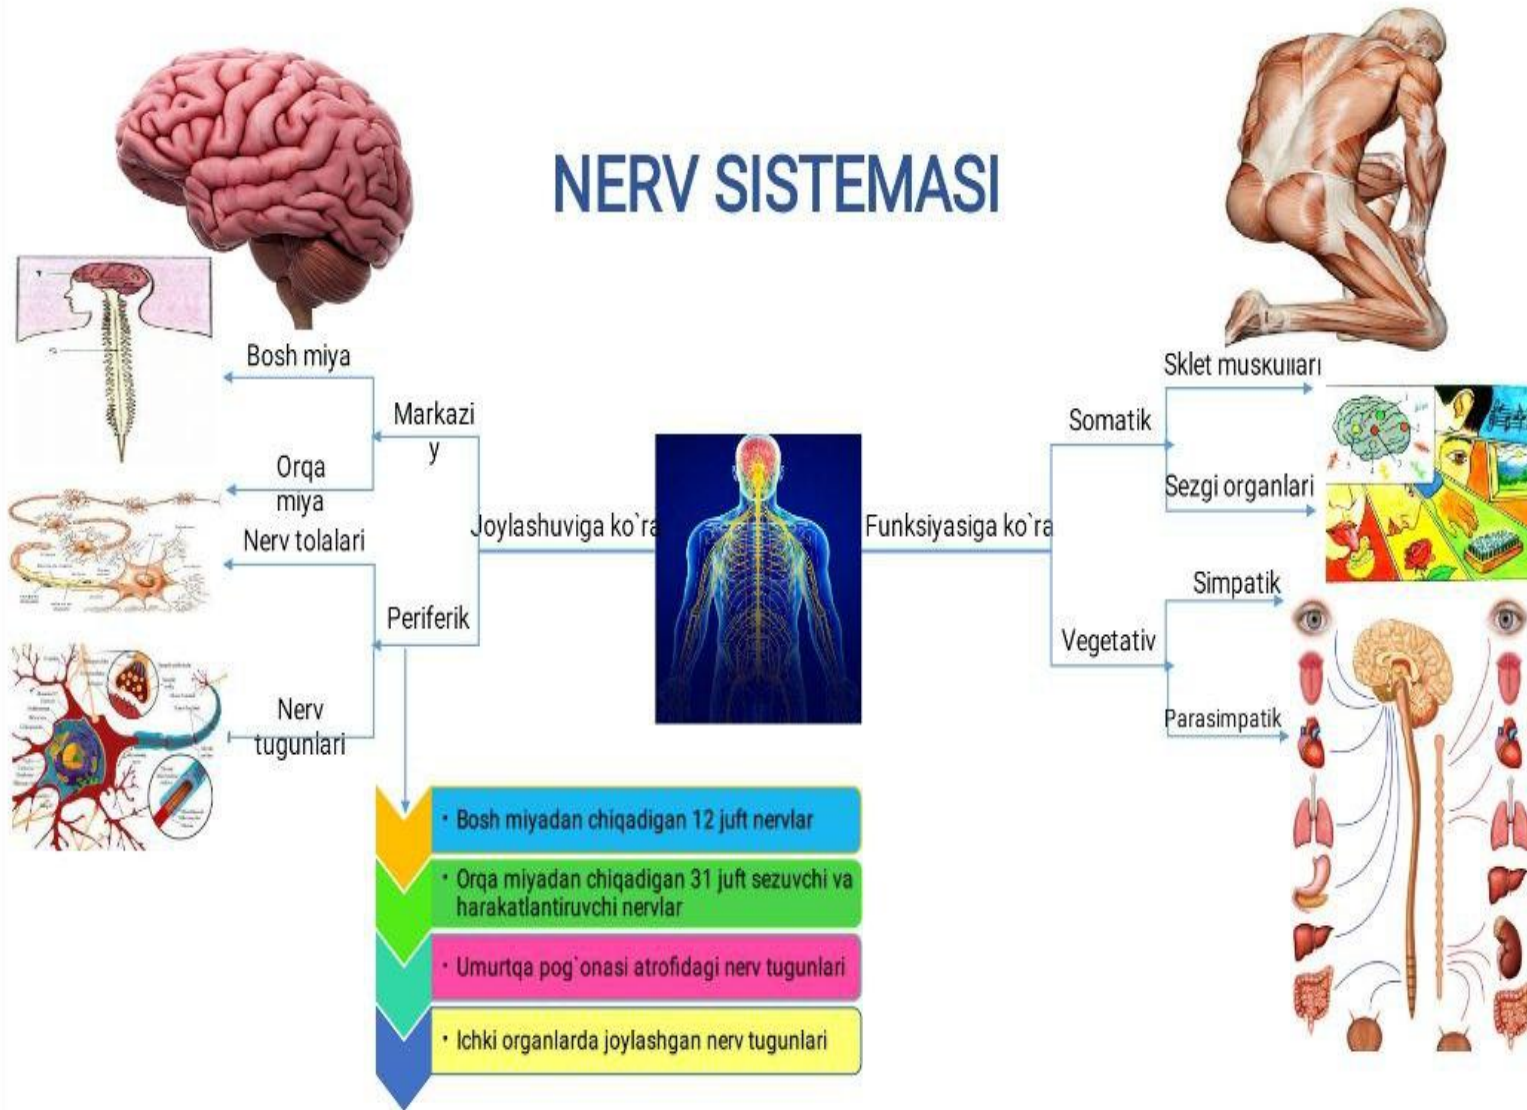 NERV SISTEMASI
Bosh miya
Markazi
y
Orqa
miya
Nerv tolalari
Joylashuviga ko`ra
Periferik
Nerv
tugunlari
Funksiyasiga ko`ra
Somatik
Sklet muskullari
Sezgi organlari
Vegetativ
Simpatik
Parasimpatik
• Bosh miyadan chiqadigan 12 juft nervlar
• Orqa miyadan chiqadigan 31 juft sezuvchi va
harakatlantiruvchi nervlar
• Umurtqa pog`onasi atrofidagi nerv tugunlari
• Ichki organlarda joylashgan nerv tugunlari